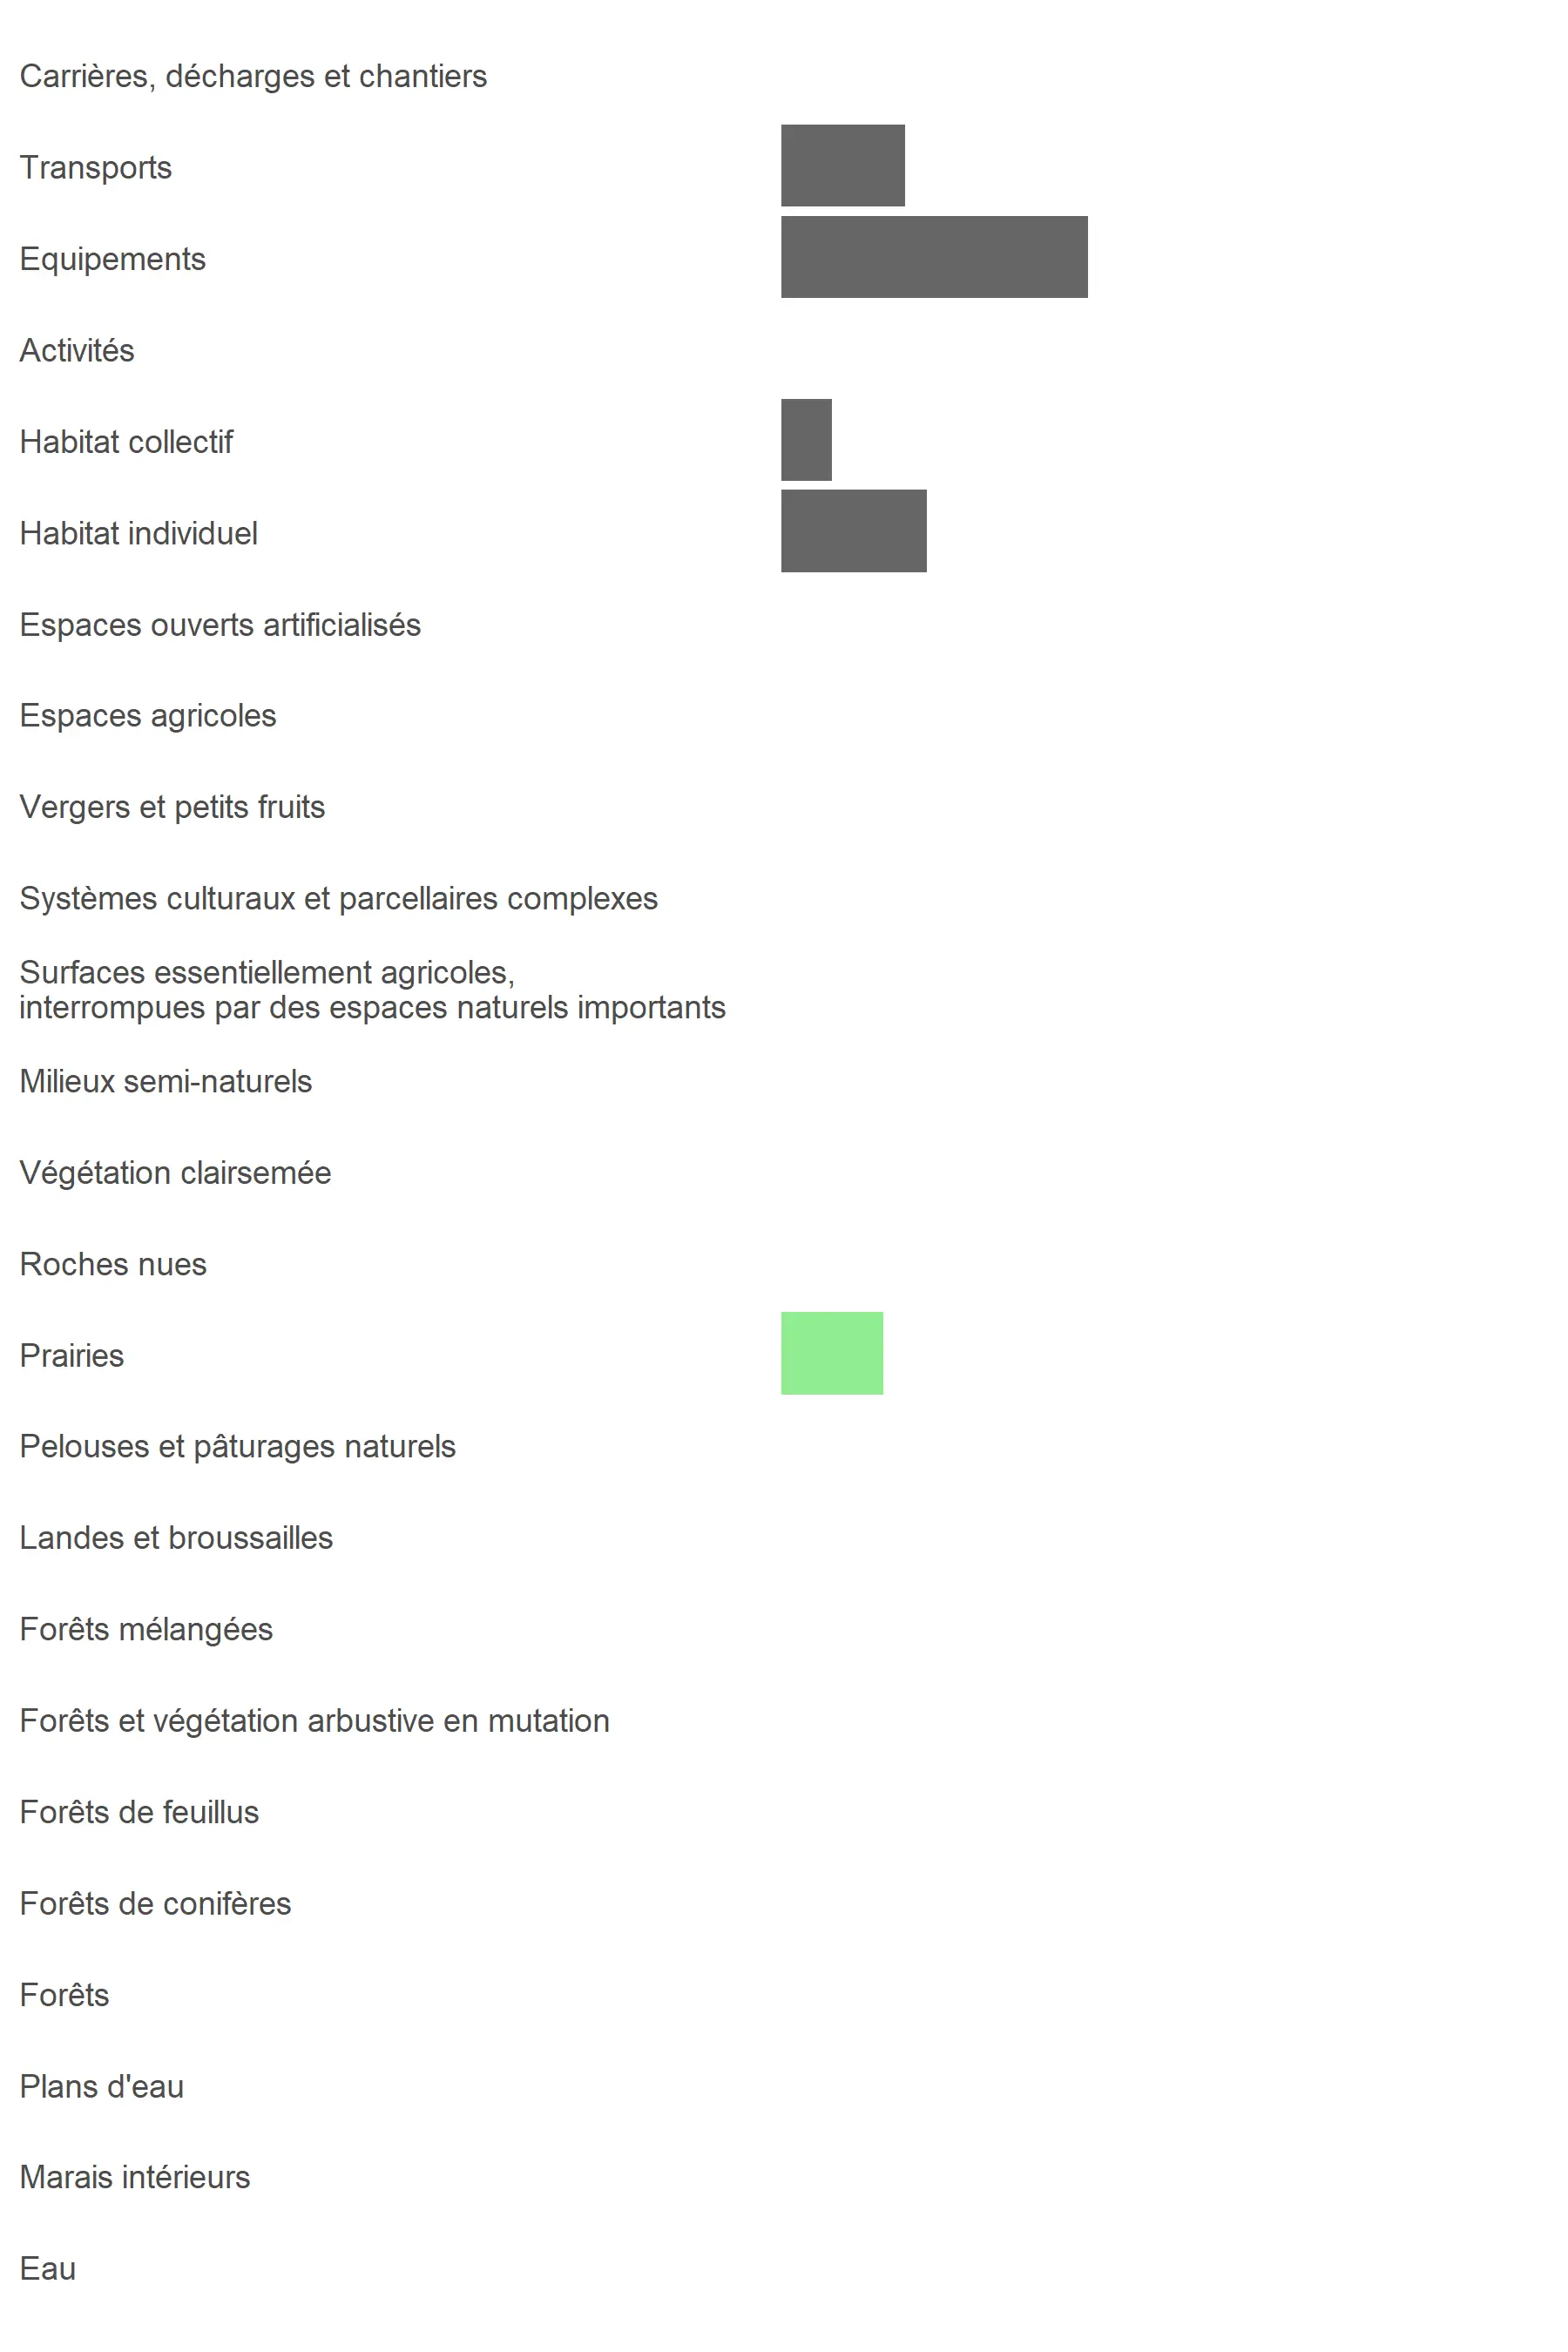 Carrières, décharges et chantiers
Transports
Equipements
Activités
Habitat collectif
Habitat individuel
Espaces ouverts artificialisés
Espaces agricoles
Vergers et petits fruits
Systèmes culturaux et parcellaires complexes
Surfaces essentiellement agricoles,
interrompues par des espaces naturels importants
Milieux semi-naturels
Végétation clairsemée
Roches nues
Prairies
Pelouses et pâturages naturels
Landes et broussailles
Forêts mélangées
Forêts et végétation arbustive en mutation
Forêts de feuillus
Forêts de conifères
Forêts
Plans d'eau
Marais intérieurs
Eau